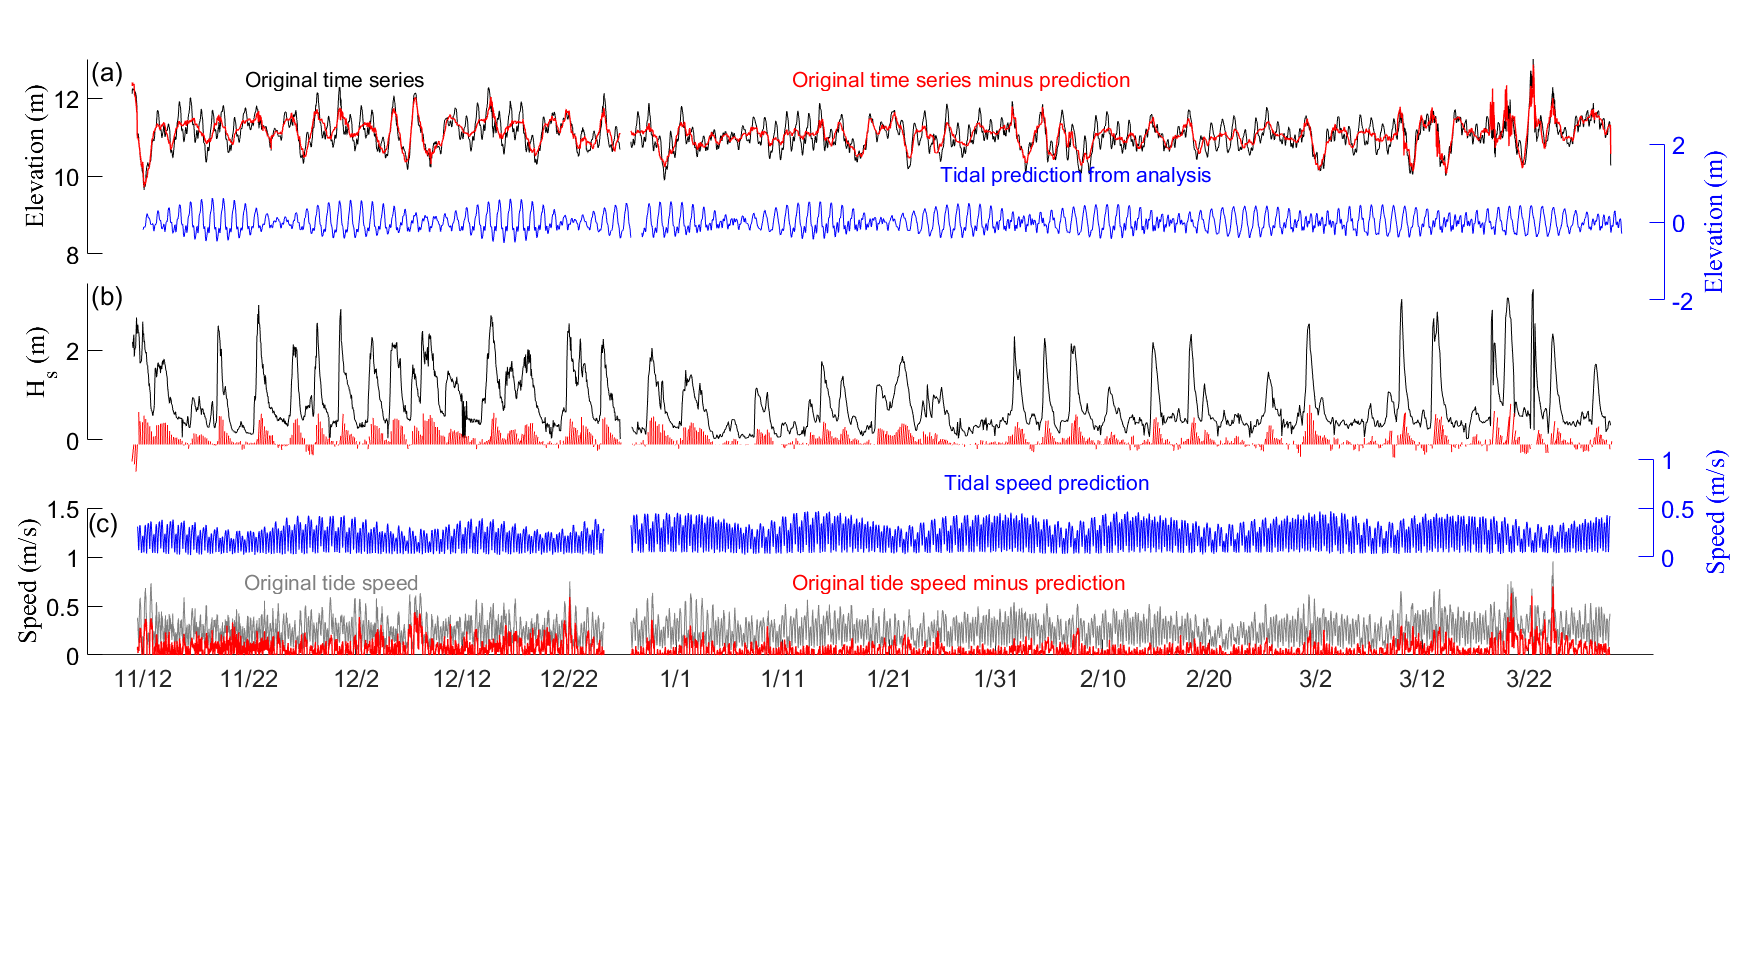 (a)
Original time series
Original time series minus prediction
12
10
8
Elevation (m)
Tidal prediction from analysis
2
0
-2
Elevation (m)
(b)
2
0
Hs (m)
Tidal speed prediction
1
0.5
0
Speed (m/s)
(c)
1.5
1
0.5
0
Speed (m/s)
Original tide speed
Original tide speed minus prediction
11/12 11/22 12/2 12/12 12/22 1/1 1/11 1/21 1/31 2/10 2/20 3/2 3/12 3/22